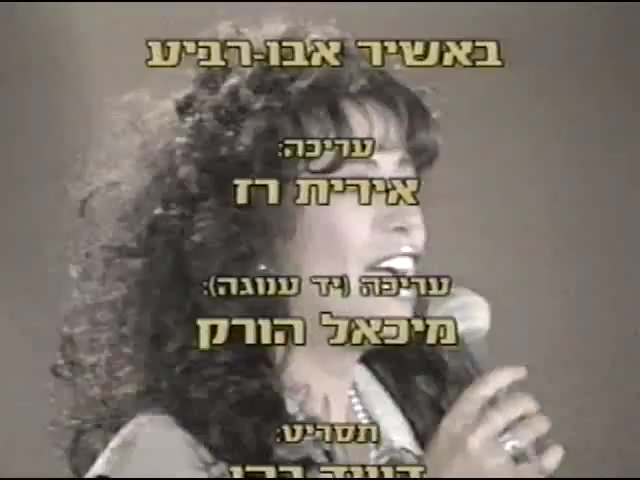 באשיר אבו-רביע
עריכה:
אירית רז
עריכה (יד ענוגה):
מיכאל הורק
תסריט: